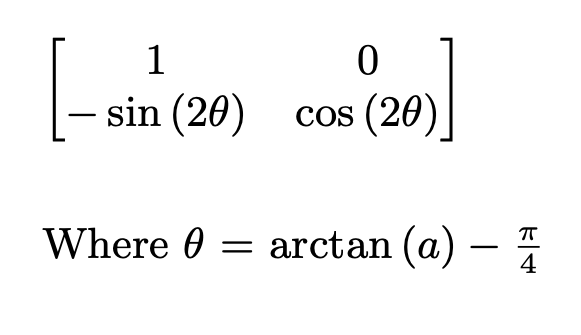 1 0
− sin (2θ) cos (2θ)
Where θ = arctan (a) − π/4